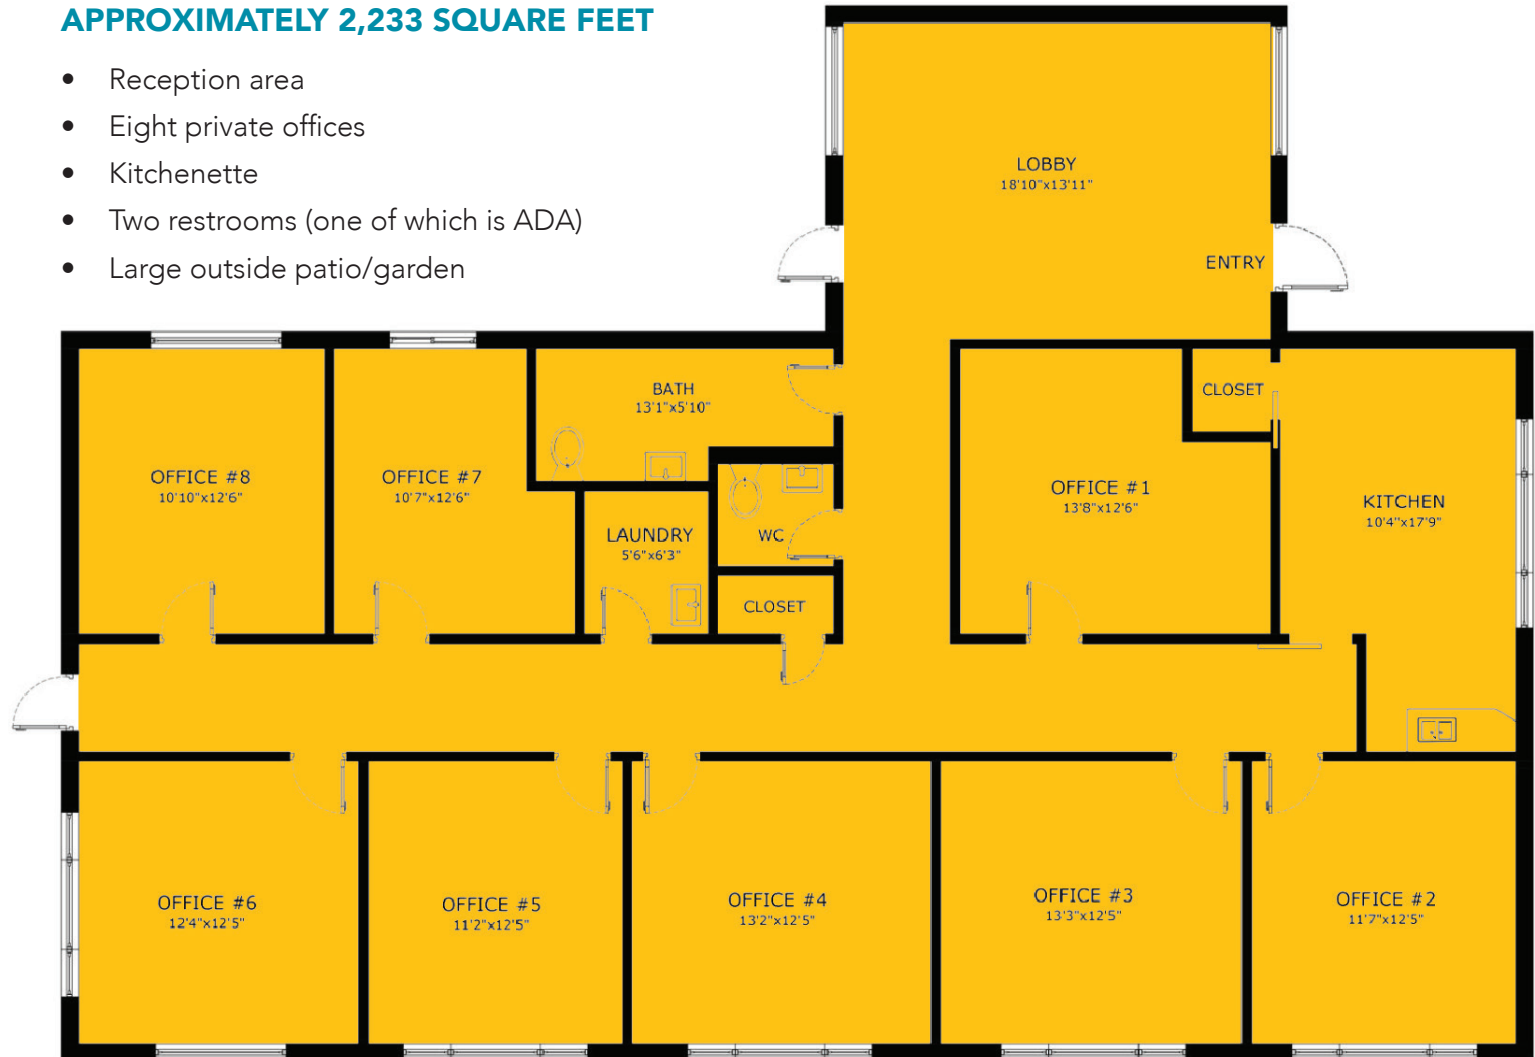 APPROXIMATELY 2,233 SQUARE FEET
• Reception area
• Eight private offices
• Kitchenette
• Two restrooms (one of which is ADA)
• Large outside patio/garden
LOBBY
18'10"x13'11"
ENTRY
BATH
13'1"x5'10"
CLOSET
OFFICE #8
10'10"x12'6"
OFFICE #7
10'7"x12'6"
OFFICE #1
13'8"x12'6"
KITCHEN
10'4"x17'9"
LAUNDRY
5'6"x6'3"
WC
CLOSET
OFFICE #6
12'4"x12'5"
OFFICE #5
11'2"x12'5"
OFFICE #4
13'2"x12'5"
OFFICE #3
13'3"x12'5"
OFFICE #2
11'7"x12'5"